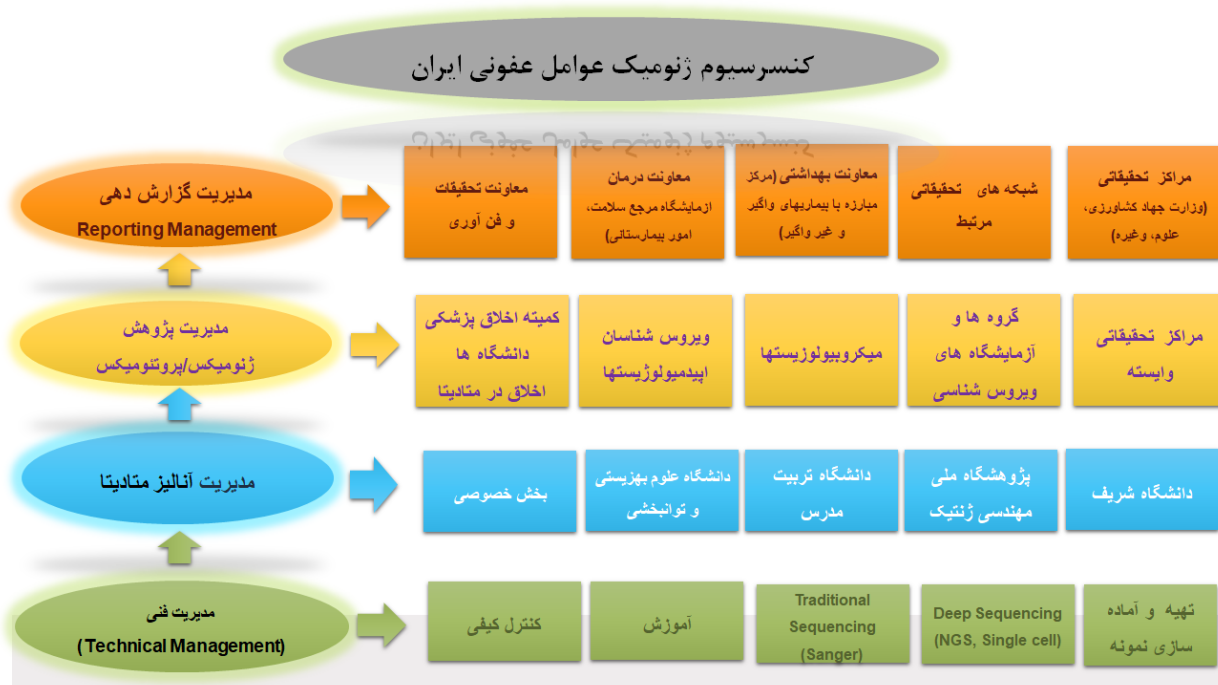 کنسرسیوم ژنومیک عوامل عفونی ایران
مدیریت گزارش دهی
Reporting Management
معاونت تحقیقات
و فن آوری
معاونت درمان
(آزمایشگاه مرجع سلامت،
امور بیمارستانی)
معاونت بهداشتی (مرکز
مبارزه با بیماریهای واگیر
و غیر واگیر)
شبکه های تحقیقاتی
مرتبط
مراکز تحقیقاتی
(وزارت جهاد کشاورزی،
علوم، وغیره)
مدیریت پژوهش
ژنومیکس/پروتئومیکس
کمیته اخلاق پزشکی
دانشگاه ها
اخلاق در متادیتا
ویروس شناسان
اپیدمیولوژیستها
میکروبیولوزیستها
گروه ها و
آزمایشگاه های
ویروس شناسی
مراکز تحقیقاتی
وابسته
مدیریت آنالیز متادیتا
بخش خصوصی
دانشگاه علوم بهزیستی
و توانبخشی
دانشگاه تربیت
مدرس
پژوهشگاه ملی
مهندسی ژنتیک
دانشگاه شریف
مدیریت فنی
(Technical Management)
کنترل کیفی
آموزش
Traditional
Sequencing
(Sanger)
Deep Sequencing
(NGS, Single cell)
تهیه و آماده
سازی نمونه